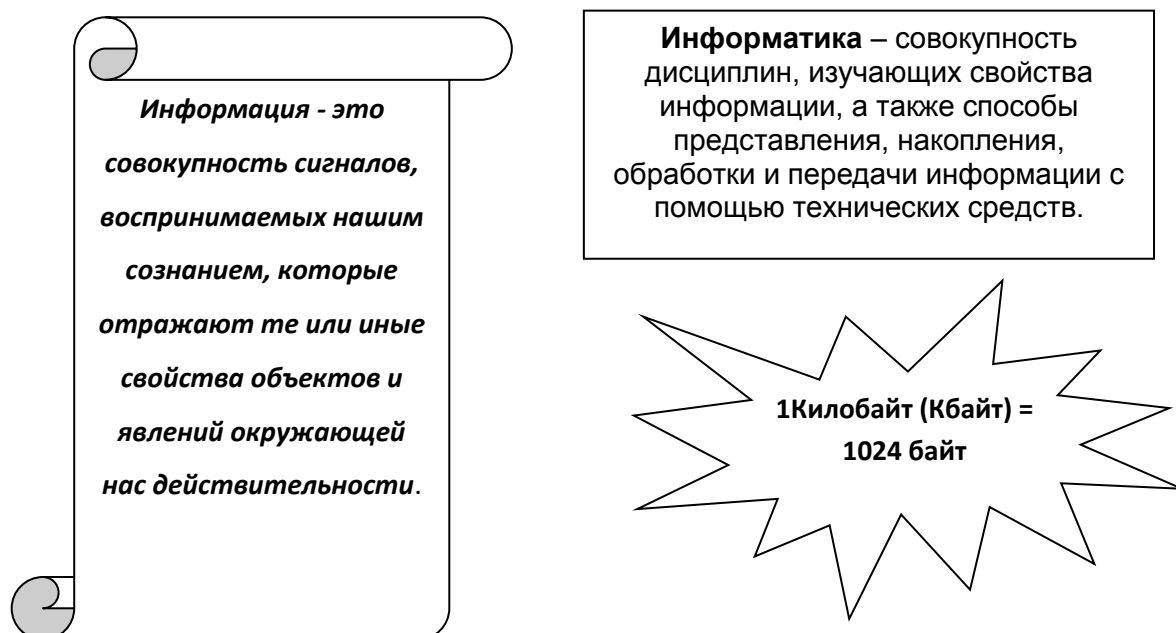 Информация - это
совокупность сигналов,
воспринимаемых нашим
сознанием, которые
отражают те или иные
свойства объектов и
явлений окружающей
нас действительности.
Информатика – совокупность
дисциплин, изучающих свойства
информации, а также способы
представления, накопления,
обработки и передачи информации с
помощью технических средств.
1Килобайт (Кбайт) =
1024 байт